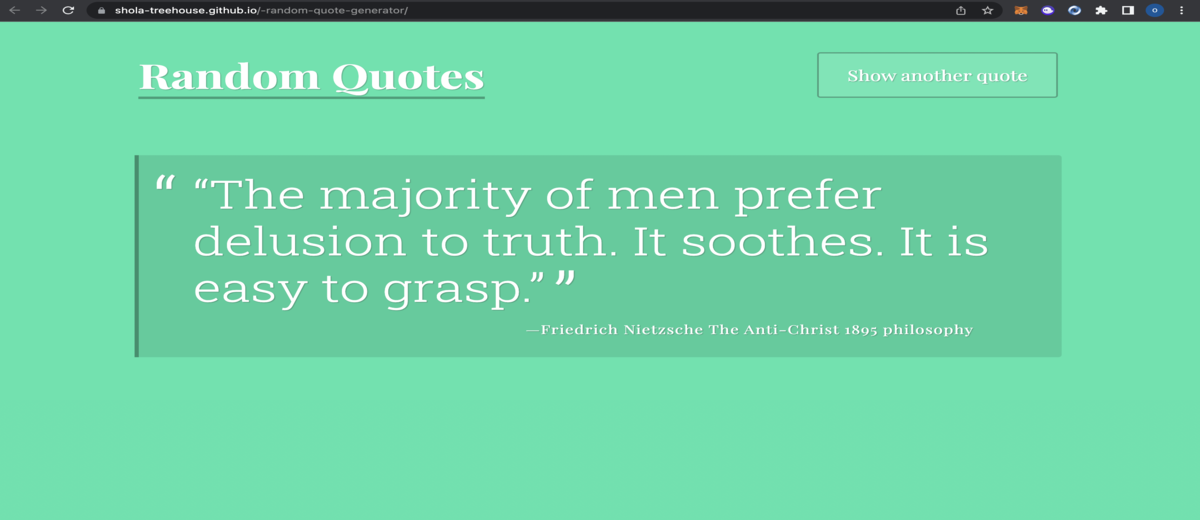 shola-treehouse.github.io/-random-quote-generator/
Random Quotes
Show another quote
“ “The majority of men prefer
delusion to truth. It soothes. It is
easy to grasp.” ”
—Friedrich Nietzsche The Anti-Christ 1895 philosophy